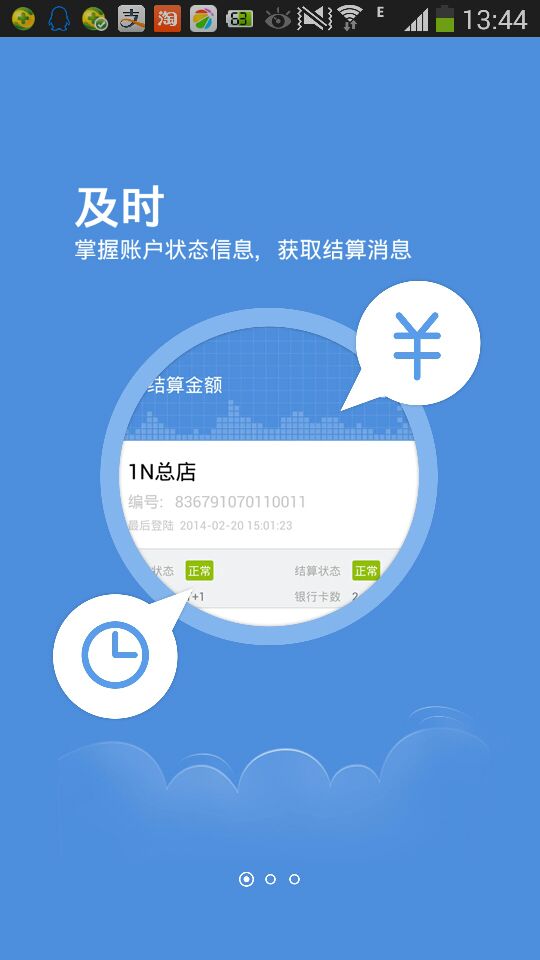 支 淘 83 E 13:44
及时
掌握账户状态信息，获取结算消息
结算金额
1N总店
编号: 836791070110011
最后登陆 2014-02-20 15:01:23
状态 正常 结算状态 正常
+1 银行卡数 2